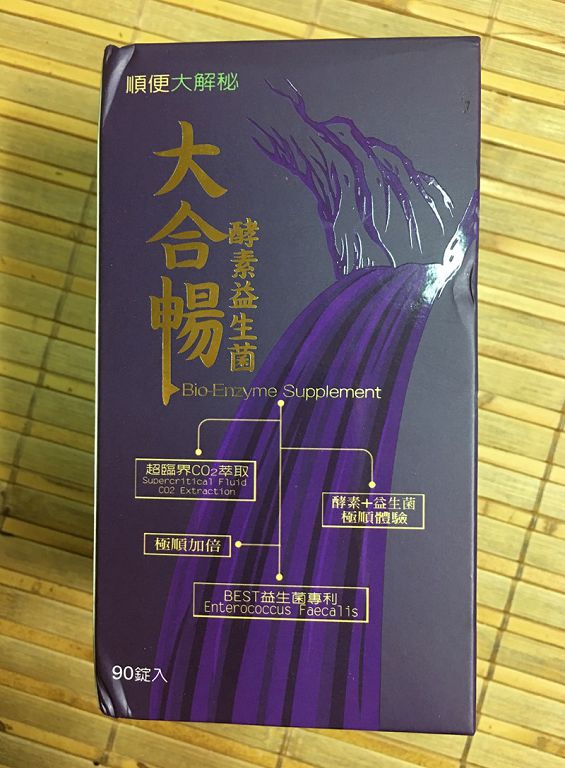 順便大解秘
大合暢
酵素益生菌
Bio-Enzyme Supplement
超臨界CO₂萃取
Supercritical Fluid
CO2 Extraction
酵素+益生菌
極順體驗
極順加倍
BEST益生菌專利
Enterococcus Faecalis
90錠入